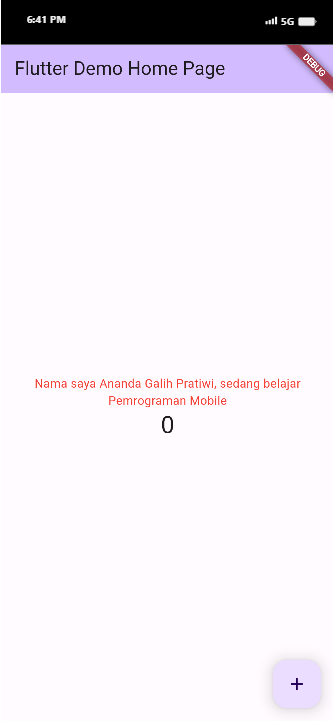 6:41 PM
5G
Flutter Demo Home Page
DEBUG
Nama saya Ananda Galih Pratiwi, sedang belajar
Pemrograman Mobile
0
+